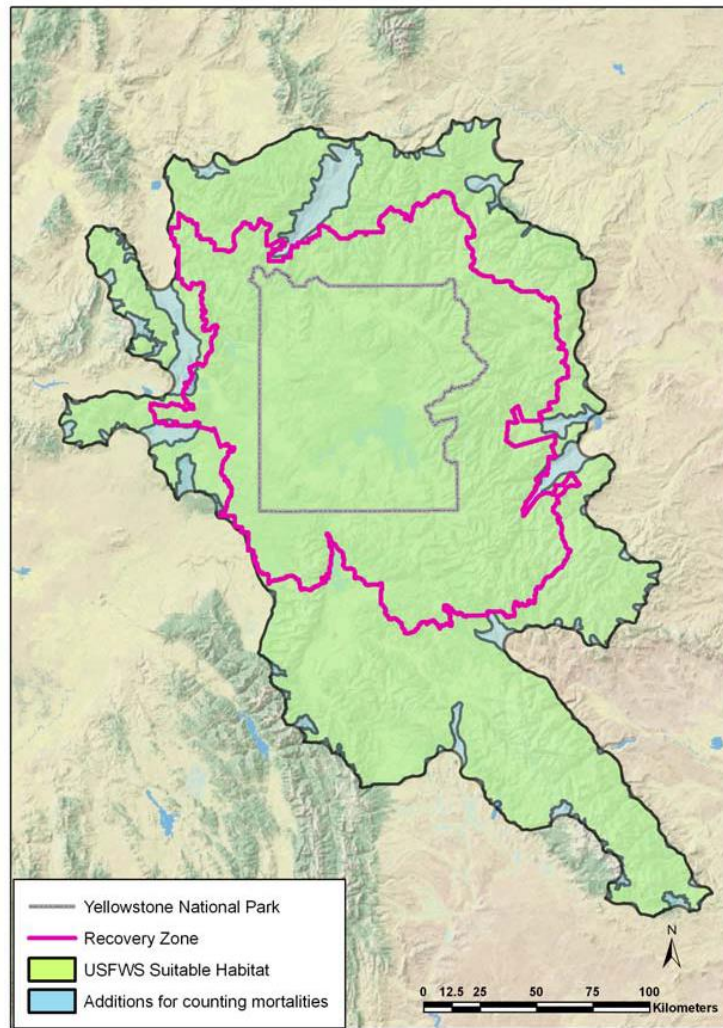 Yellowstone National Park
Recovery Zone
USFWS Suitable Habitat
Additions for counting mortalities
N
0 12.5 25 50 75 100
Kilometers